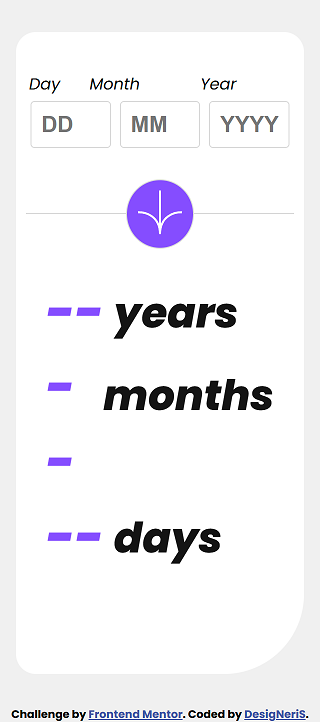 Day Month Year
DD MM YYYY
-- years
- months
-
-- days
Challenge by Frontend Mentor. Coded by DesigNeriS.